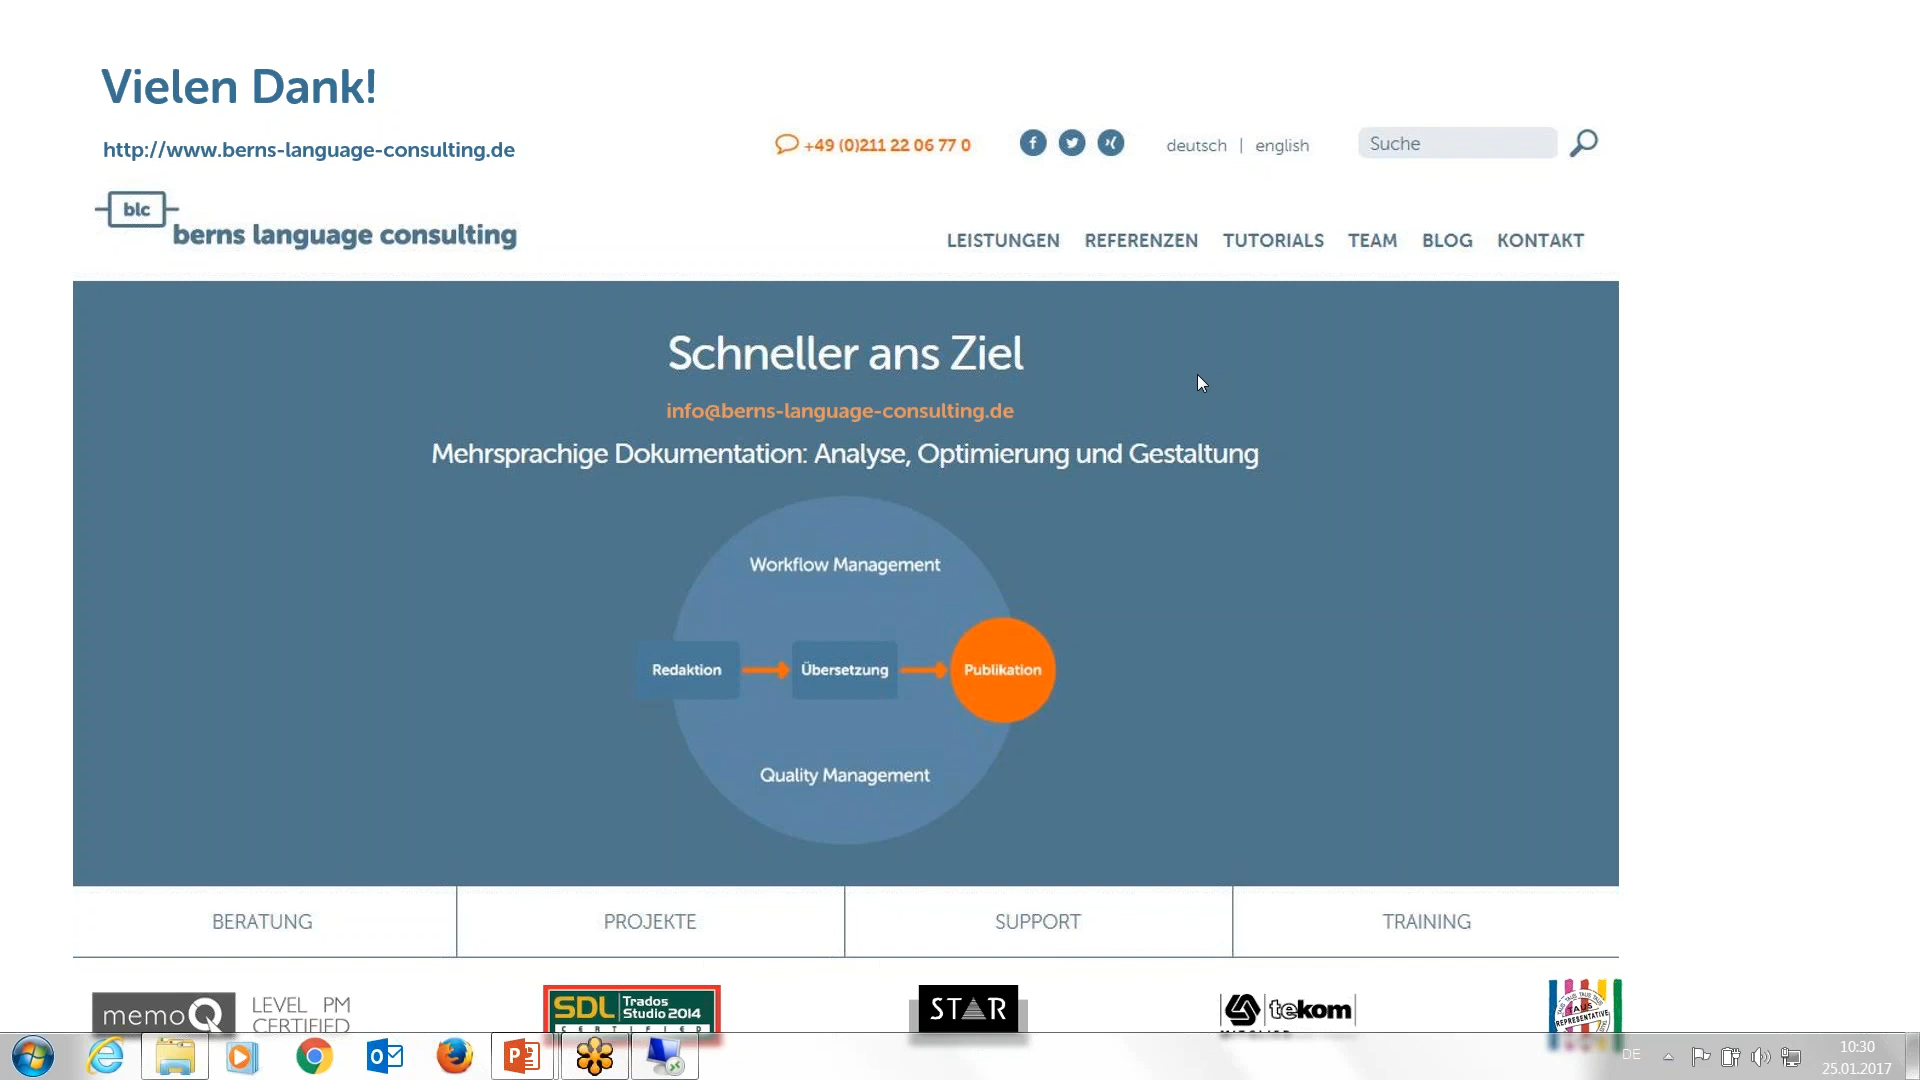 Vielen Dank!
http://www.berns-language-consulting.de
+49 (0)211 22 06 77 0
deutsch | english
Suche
blc
berns language consulting
LEISTUNGEN REFERENZEN TUTORIALS TEAM BLOG KONTAKT
Schneller ans Ziel
info@berns-language-consulting.de
Mehrsprachige Dokumentation: Analyse, Optimierung und Gestaltung
Workflow Management
Redaktion Übersetzung Publikation
Quality Management
BERATUNG PROJEKTE SUPPORT TRAINING
memoQ LEVEL PM
CERTIFIED
SDL Trados
Studio 2014
CERTIFIED
STAR
tekom
TAUS
REPRESENTATIVE
DE
10:30
25.01.2017